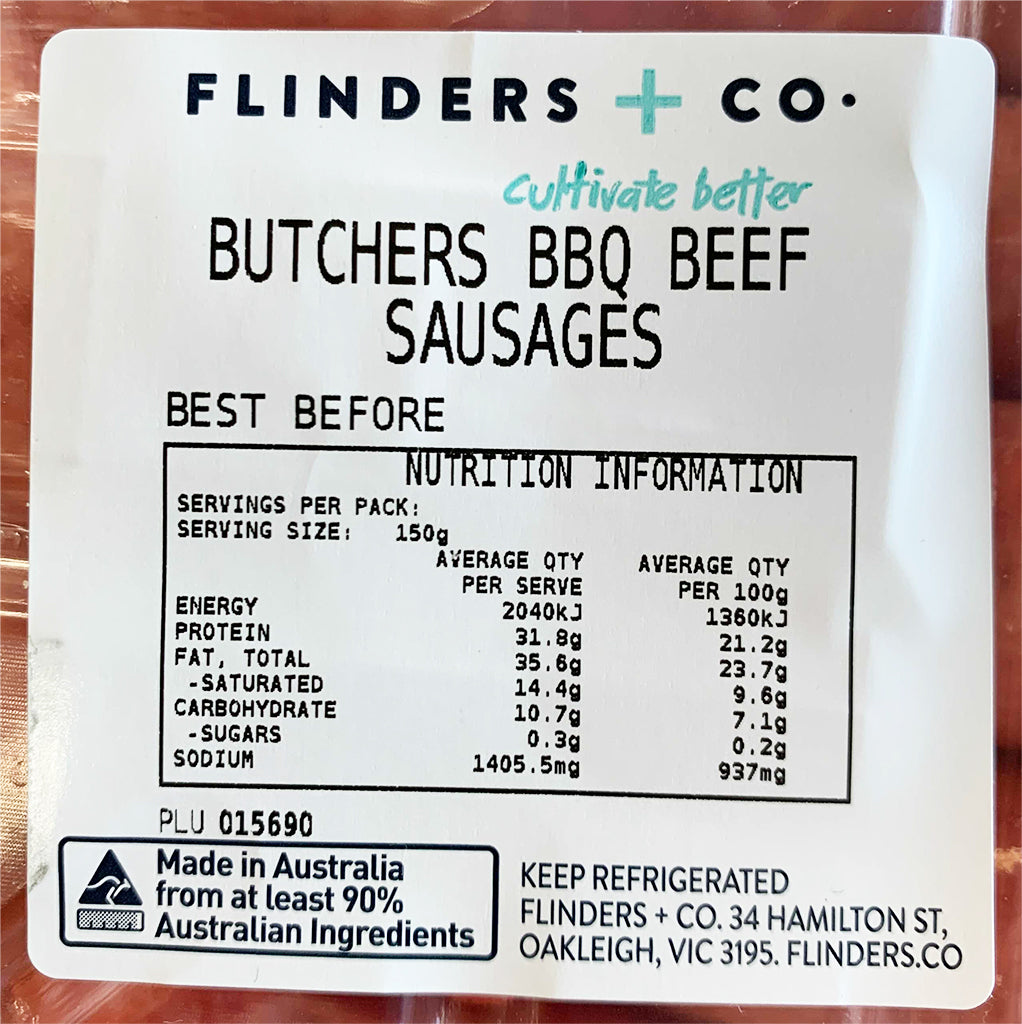 FLINDERS + CO.
cultivate better
BUTCHERS BBQ BEEF
SAUSAGES
BEST BEFORE
NUTRITION INFORMATION
SERVINGS PER PACK:
SERVING SIZE: 150g
AVERAGE QTY AVERAGE QTY
PER SERVE PER 100g
ENERGY 2040kJ 1360kJ
PROTEIN 31.8g 21.2g
FAT, TOTAL 35.6g 23.7g
-SATURATED 14.4g 9.6g
CARBOHYDRATE 10.7g 7.1g
-SUGARS 0.3g 0.2g
SODIUM 1405.5mg 937mg
PLU 015690
Made in Australia
from at least 90%
Australian Ingredients
KEEP REFRIGERATED
FLINDERS + CO. 34 HAMILTON ST,
OAKLEIGH, VIC 3195. FLINDERS.CO